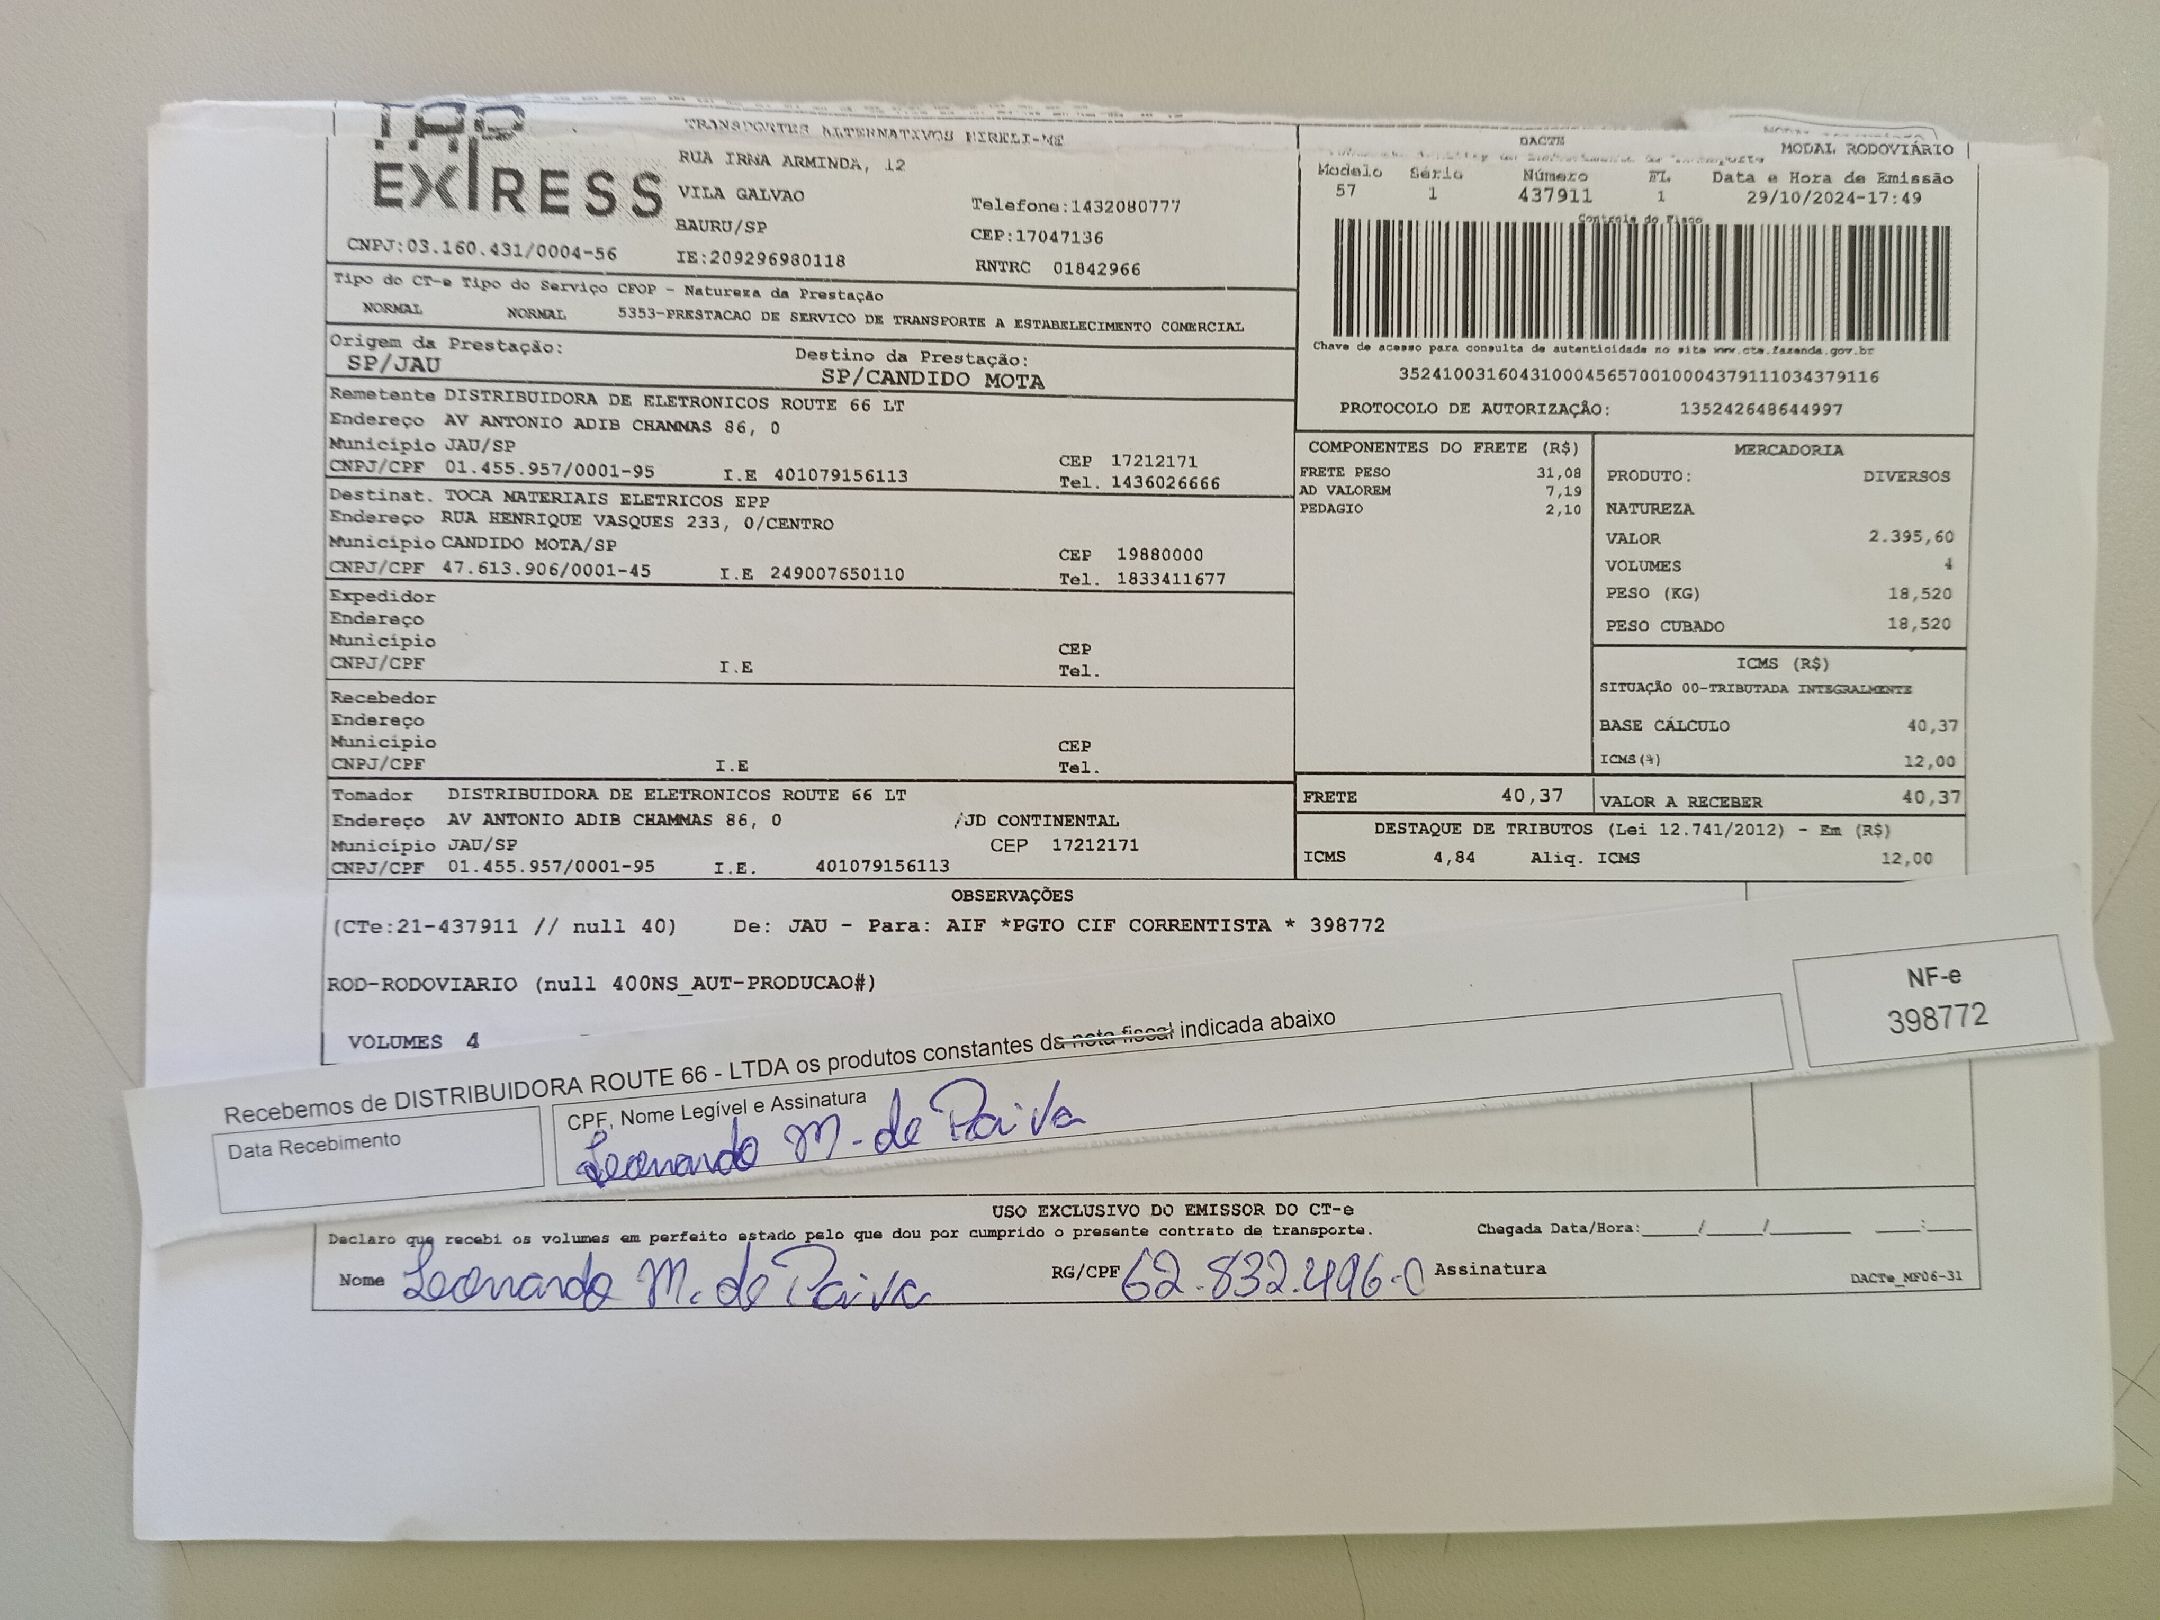 TRANSPORTES ALTERNATIVOS EIRELI-ME
EXPRESS
RUA IRMA ARMINDA, 12
VILA GALVAO
Telefone:1432080777
BAURU/SP
CEP:17047136
CNPJ:03.160.431/0004-56
IE:209296980118
RNTRC 01842966
DACTE
MODAL RODOVIÁRIO
Modelo Série Número FL Data e Hora de Emissão
57 1 437911 1 29/10/2024-17:49
Controle do Fisco
Chave de acesso para consulta de autenticidade no site www.cte.fazenda.gov.br
35241003160431000456570010004379111034379116
PROTOCOLO DE AUTORIZAÇÃO: 135242648644997
Tipo do CT-e Tipo do Serviço CFOP - Natureza da Prestação
NORMAL NORMAL 5353-PRESTACAO DE SERVICO DE TRANSPORTE A ESTABELECIMENTO COMERCIAL
Origem da Prestação: Destino da Prestação:
SP/JAU SP/CANDIDO MOTA
Remetente DISTRIBUIDORA DE ELETRONICOS ROUTE 66 LT
Endereço AV ANTONIO ADIB CHAMMAS 86, 0
Município JAU/SP CEP 17212171
CNPJ/CPF 01.455.957/0001-95 I.E 401079156113 Tel. 1436026666
Destinat. TOCA MATERIAIS ELETRICOS EPP
Endereço RUA HENRIQUE VASQUES 233, 0/CENTRO
Município CANDIDO MOTA/SP CEP 19880000
CNPJ/CPF 47.613.906/0001-45 I.E 249007650110 Tel. 1833411677
Expedidor
Endereço
Município CEP
CNPJ/CPF I.E Tel.
Recebedor
Endereço
Município CEP
CNPJ/CPF I.E Tel.
Tomador DISTRIBUIDORA DE ELETRONICOS ROUTE 66 LT
Endereço AV ANTONIO ADIB CHAMMAS 86, 0 /JD CONTINENTAL
Município JAU/SP CEP 17212171
CNPJ/CPF 01.455.957/0001-95 I.E. 401079156113
COMPONENTES DO FRETE (R$)
FRETE PESO 31,08
AD VALOREM 7,19
PEDAGIO 2,10
MERCADORIA
PRODUTO: DIVERSOS
NATUREZA
VALOR 2.395,60
VOLUMES 4
PESO (KG) 18,520
PESO CUBADO 18,520
ICMS (R$)
SITUAÇÃO 00-TRIBUTADA INTEGRALMENTE
BASE CÁLCULO 40,37
ICMS(%) 12,00
FRETE 40,37 VALOR A RECEBER 40,37
DESTAQUE DE TRIBUTOS (Lei 12.741/2012) - Em (R$)
ICMS 4,84 Aliq. ICMS 12,00
OBSERVAÇÕES
(CTe:21-437911 // null 40) De: JAU - Para: AIF *PGTO CIF CORRENTISTA * 398772
ROD-RODOVIARIO (null 400NS_AUT-PRODUCAO#)
VOLUMES 4
Recebemos de DISTRIBUIDORA ROUTE 66 - LTDA os produtos constantes da nota fiscal indicada abaixo
NF-e
398772
Data Recebimento
CPF, Nome Legível e Assinatura
Leonardo M. de Paiva
USO EXCLUSIVO DO EMISSOR DO CT-e
Declaro que recebi os volumes em perfeito estado pelo que dou por cumprido o presente contrato de transporte. Chegada Data/Hora:____/____/______ ____:____
Nome Leonardo M. de Paiva RG/CPF 62.832.496-0 Assinatura
DACTe_MF06-31